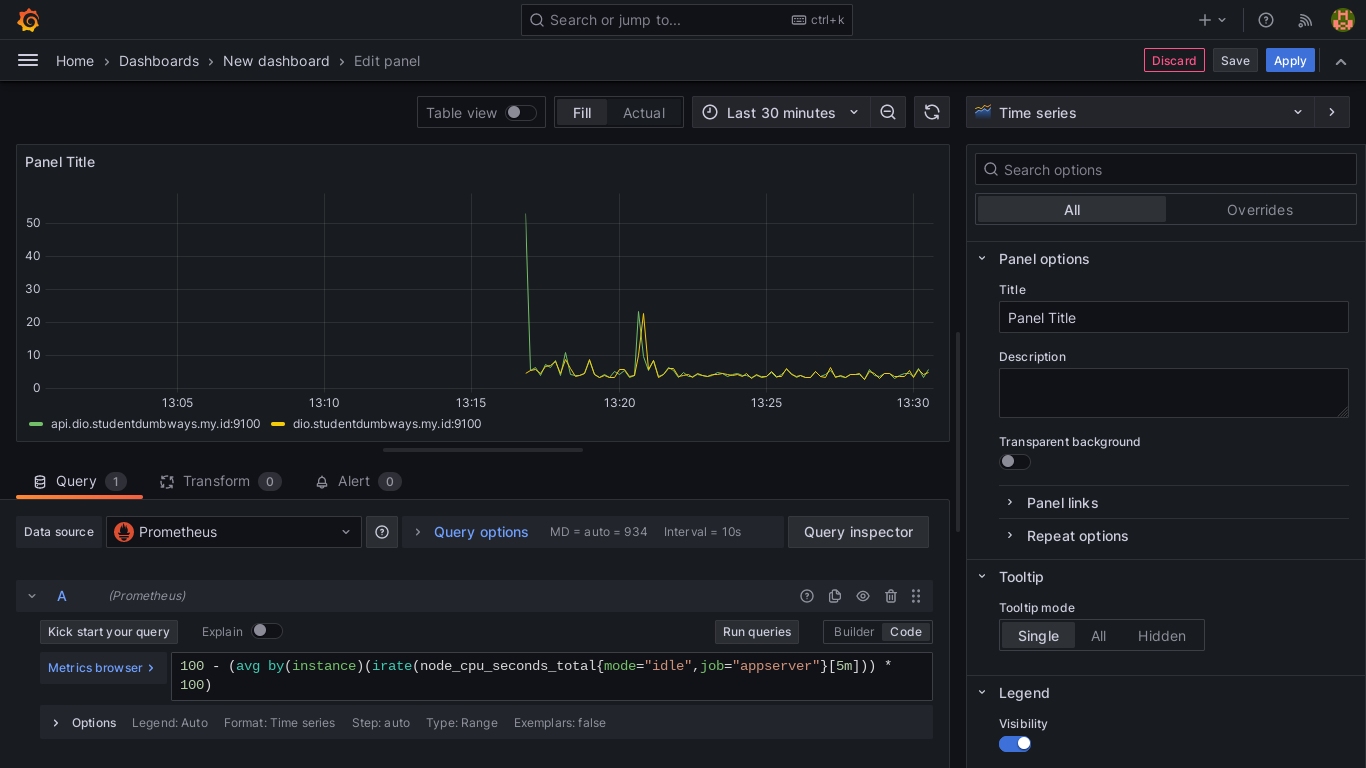 Search or jump to...
ctrl+k
Home
Dashboards
New dashboard
Edit panel
Discard
Save
Apply
Table view
Fill
Actual
Last 30 minutes
Time series
Panel Title
50
40
30
20
10
0
13:05
13:10
13:15
13:20
13:25
13:30
api.dio.studentdumbways.my.id:9100
dio.studentdumbways.my.id:9100
Query
1
Transform
0
Alert
0
Data source
Prometheus
Query options
MD = auto = 934
Interval = 10s
Query inspector
A
(Prometheus)
Kick start your query
Explain
Run queries
Builder
Code
Metrics browser
100 - (avg by(instance)(irate(node_cpu_seconds_total{mode="idle",job="appserver"}[5m])) *
100)
Options
Legend: Auto
Format: Time series
Step: auto
Type: Range
Exemplars: false
Search options
All
Overrides
Panel options
Title
Panel Title
Description
Transparent background
Panel links
Repeat options
Tooltip
Tooltip mode
Single
All
Hidden
Legend
Visibility